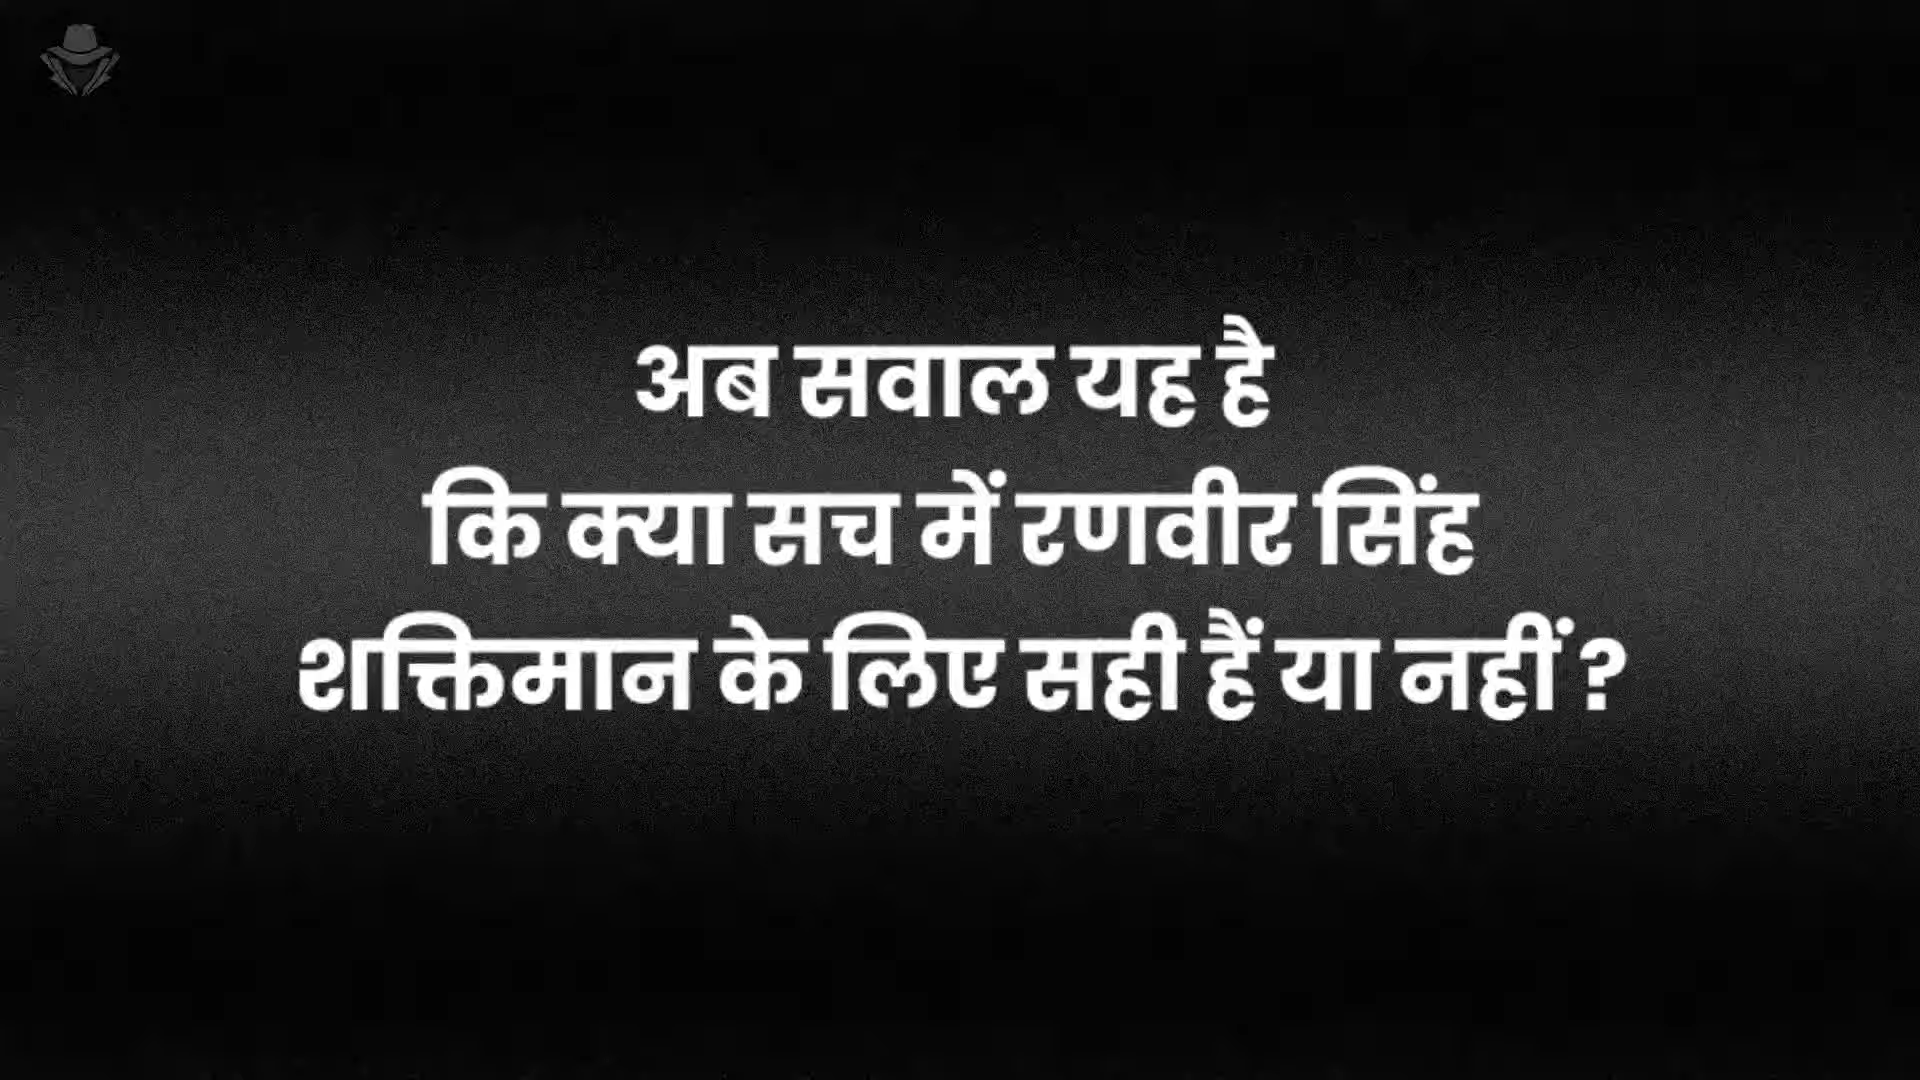 अब सवाल यह है
कि क्या सच में रणवीर सिंह
शक्तिमान के लिए सही हैं या नहीं?